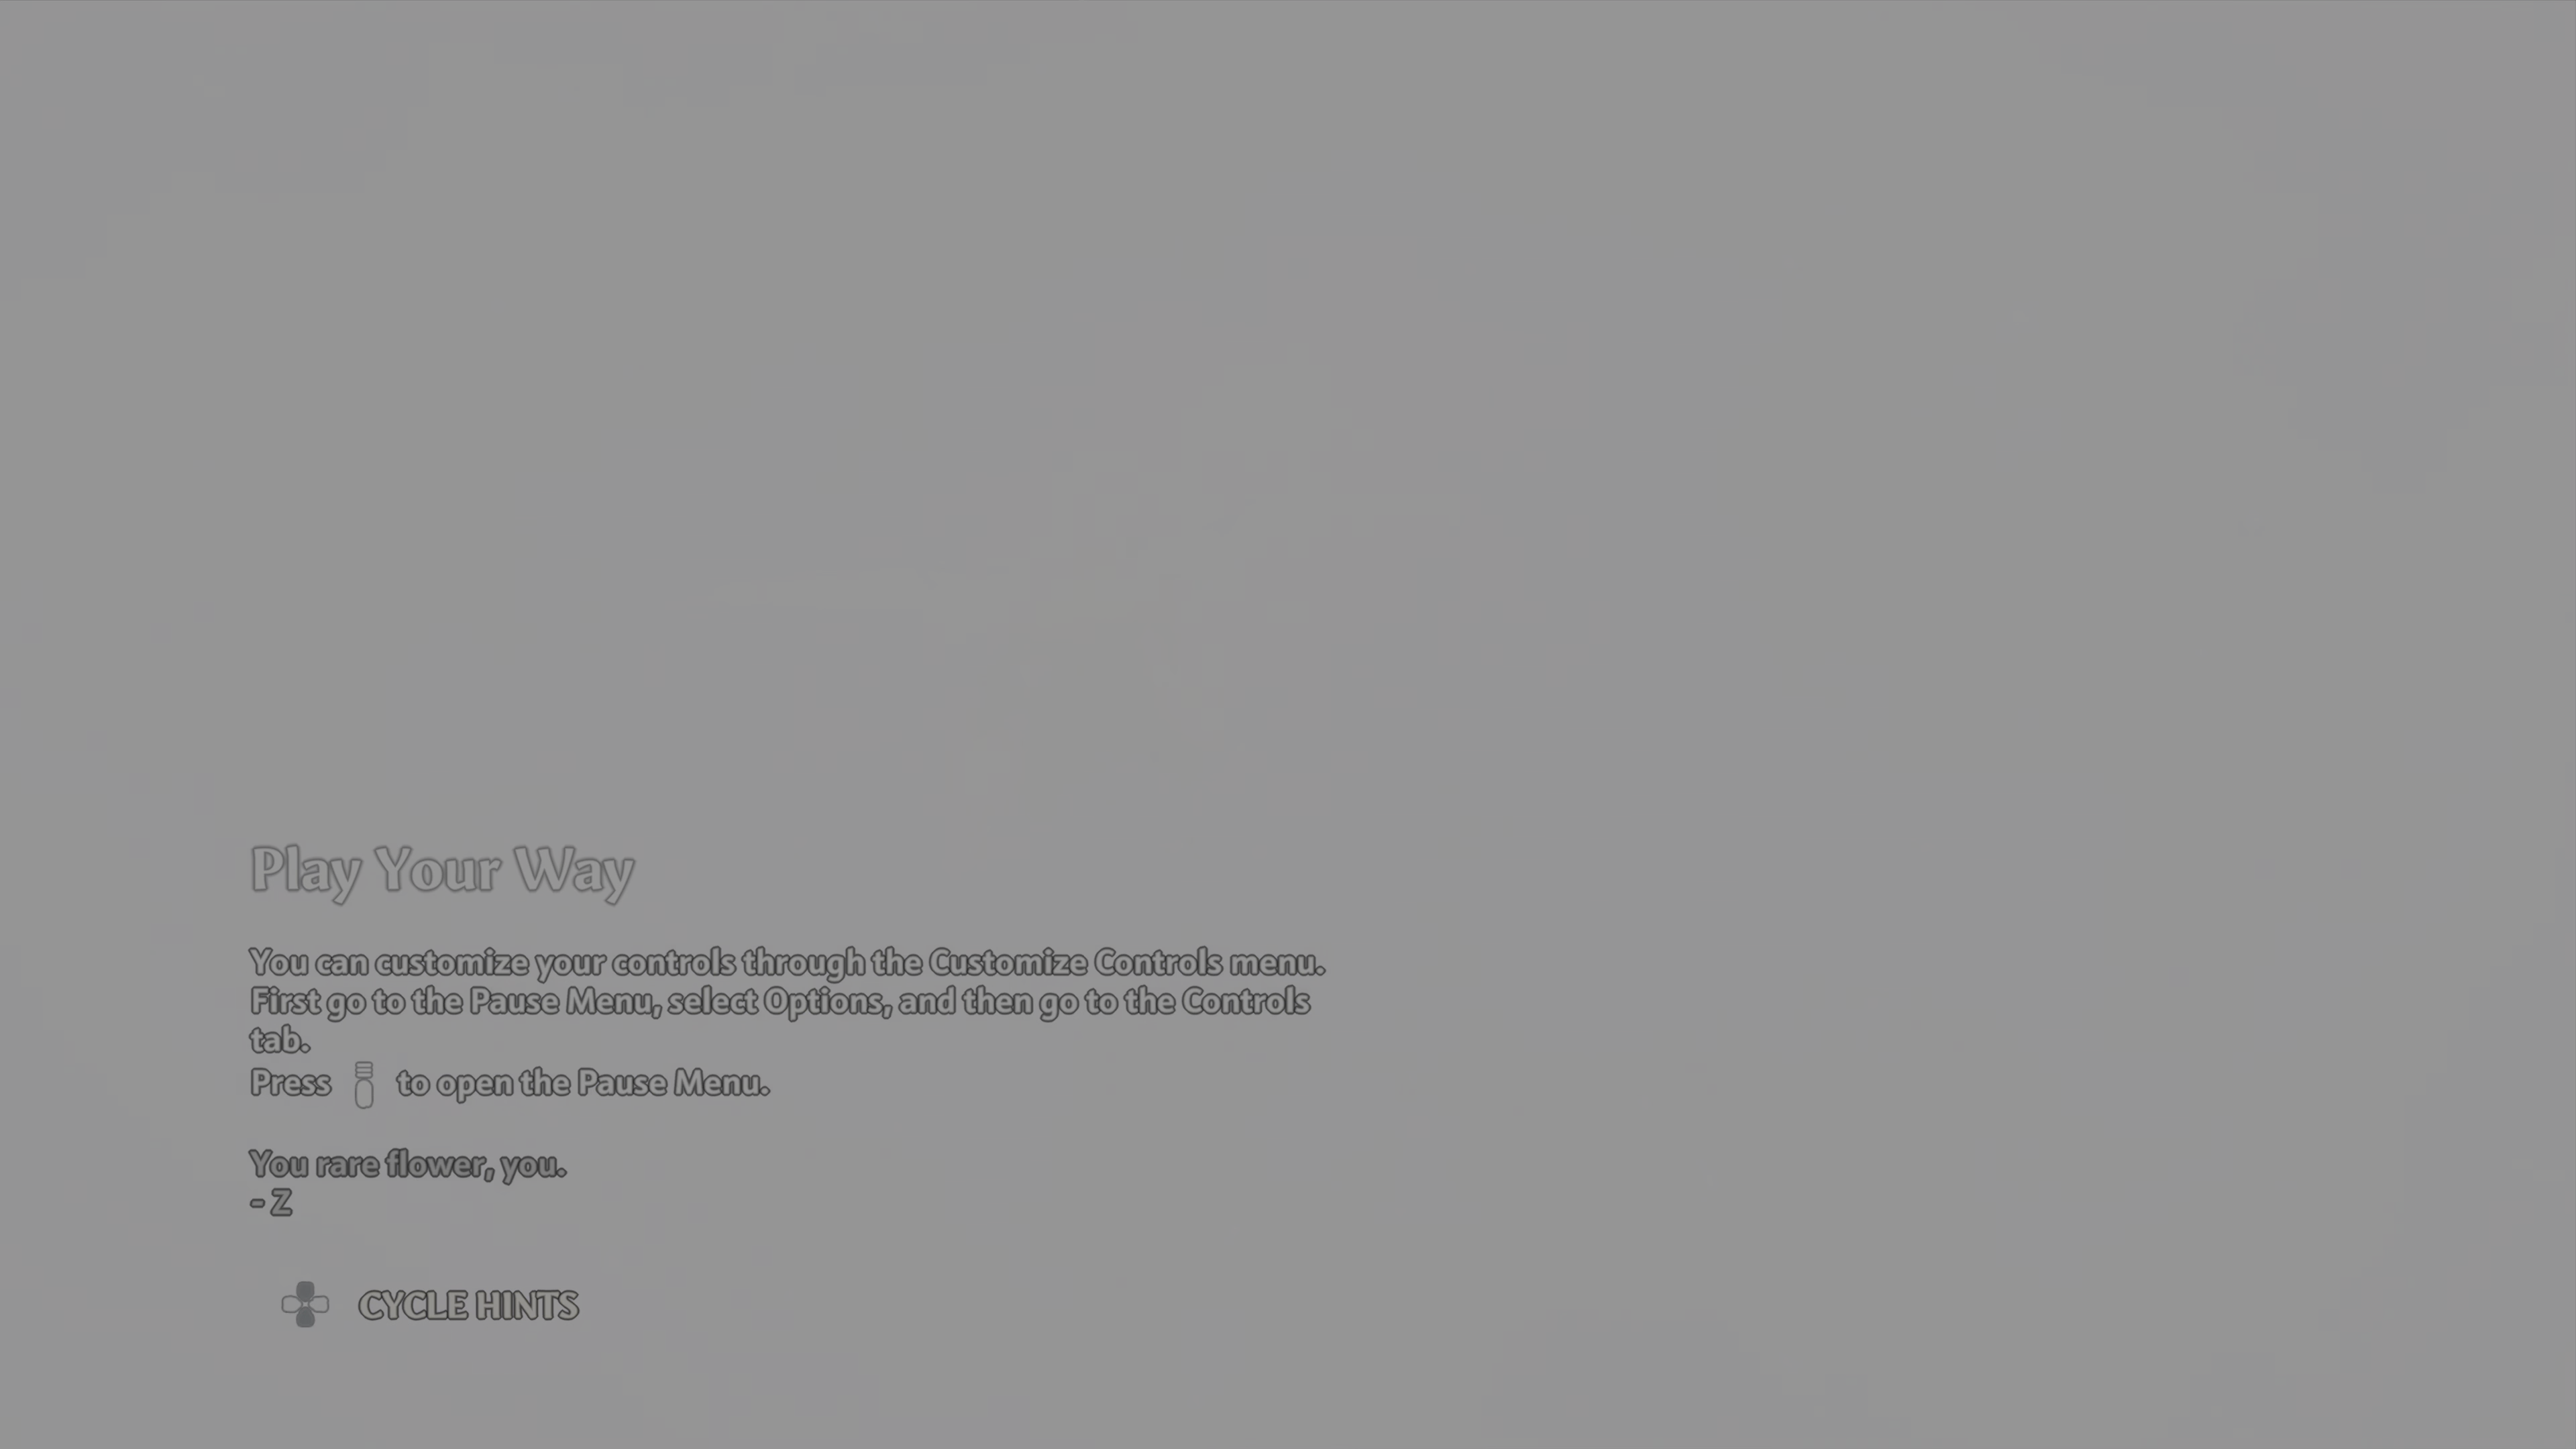 Play Your Way
You can customize your controls through the Customize Controls menu.
First go to the Pause Menu, select Options, and then go to the Controls
tab.
Press to open the Pause Menu.
You rare flower, you.
- Z
CYCLE HINTS